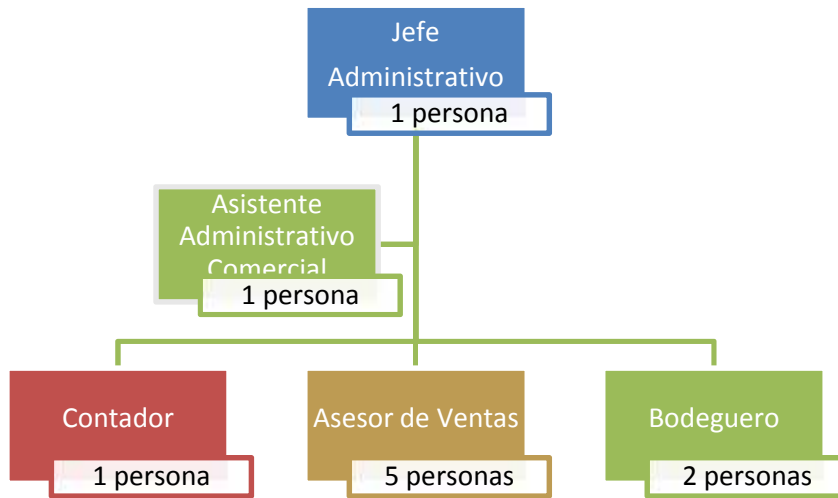 Jefe
Administrativo
1 persona
Asistente
Administrativo
Comercial
1 persona
Contador
1 persona
Asesor de Ventas
5 personas
Bodeguero
2 personas